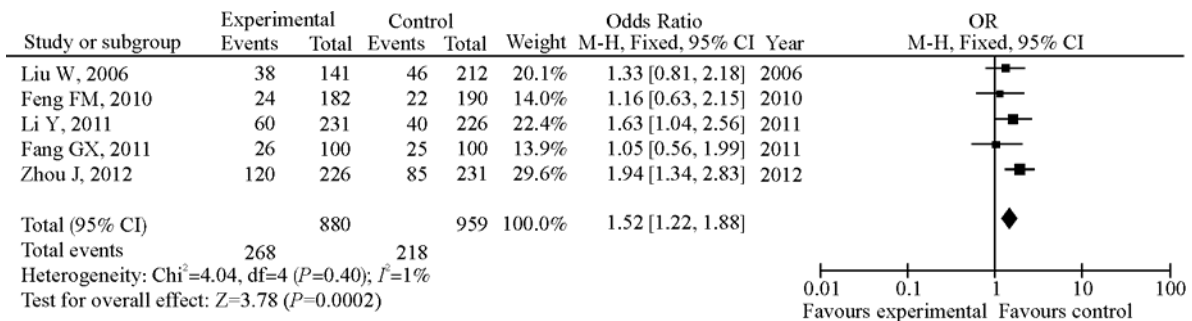 Experimental Control Odds Ratio OR
Study or subgroup Events Total Events Total Weight M-H, Fixed, 95% CI Year M-H, Fixed, 95% CI
Liu W, 2006 38 141 46 212 20.1% 1.33 [0.81, 2.18] 2006
Feng FM, 2010 24 182 22 190 14.0% 1.16 [0.63, 2.15] 2010
Li Y, 2011 60 231 40 226 22.4% 1.63 [1.04, 2.56] 2011
Fang GX, 2011 26 100 25 100 13.9% 1.05 [0.56, 1.99] 2011
Zhou J, 2012 120 226 85 231 29.6% 1.94 [1.34, 2.83] 2012
Total (95% CI) 880 959 100.0% 1.52 [1.22, 1.88]
Total events 268 218
Heterogeneity: Chi²=4.04, df=4 (P=0.40); I²=1%
Test for overall effect: Z=3.78 (P=0.0002)
0.01 0.1 1 10 100
Favours experimental Favours control